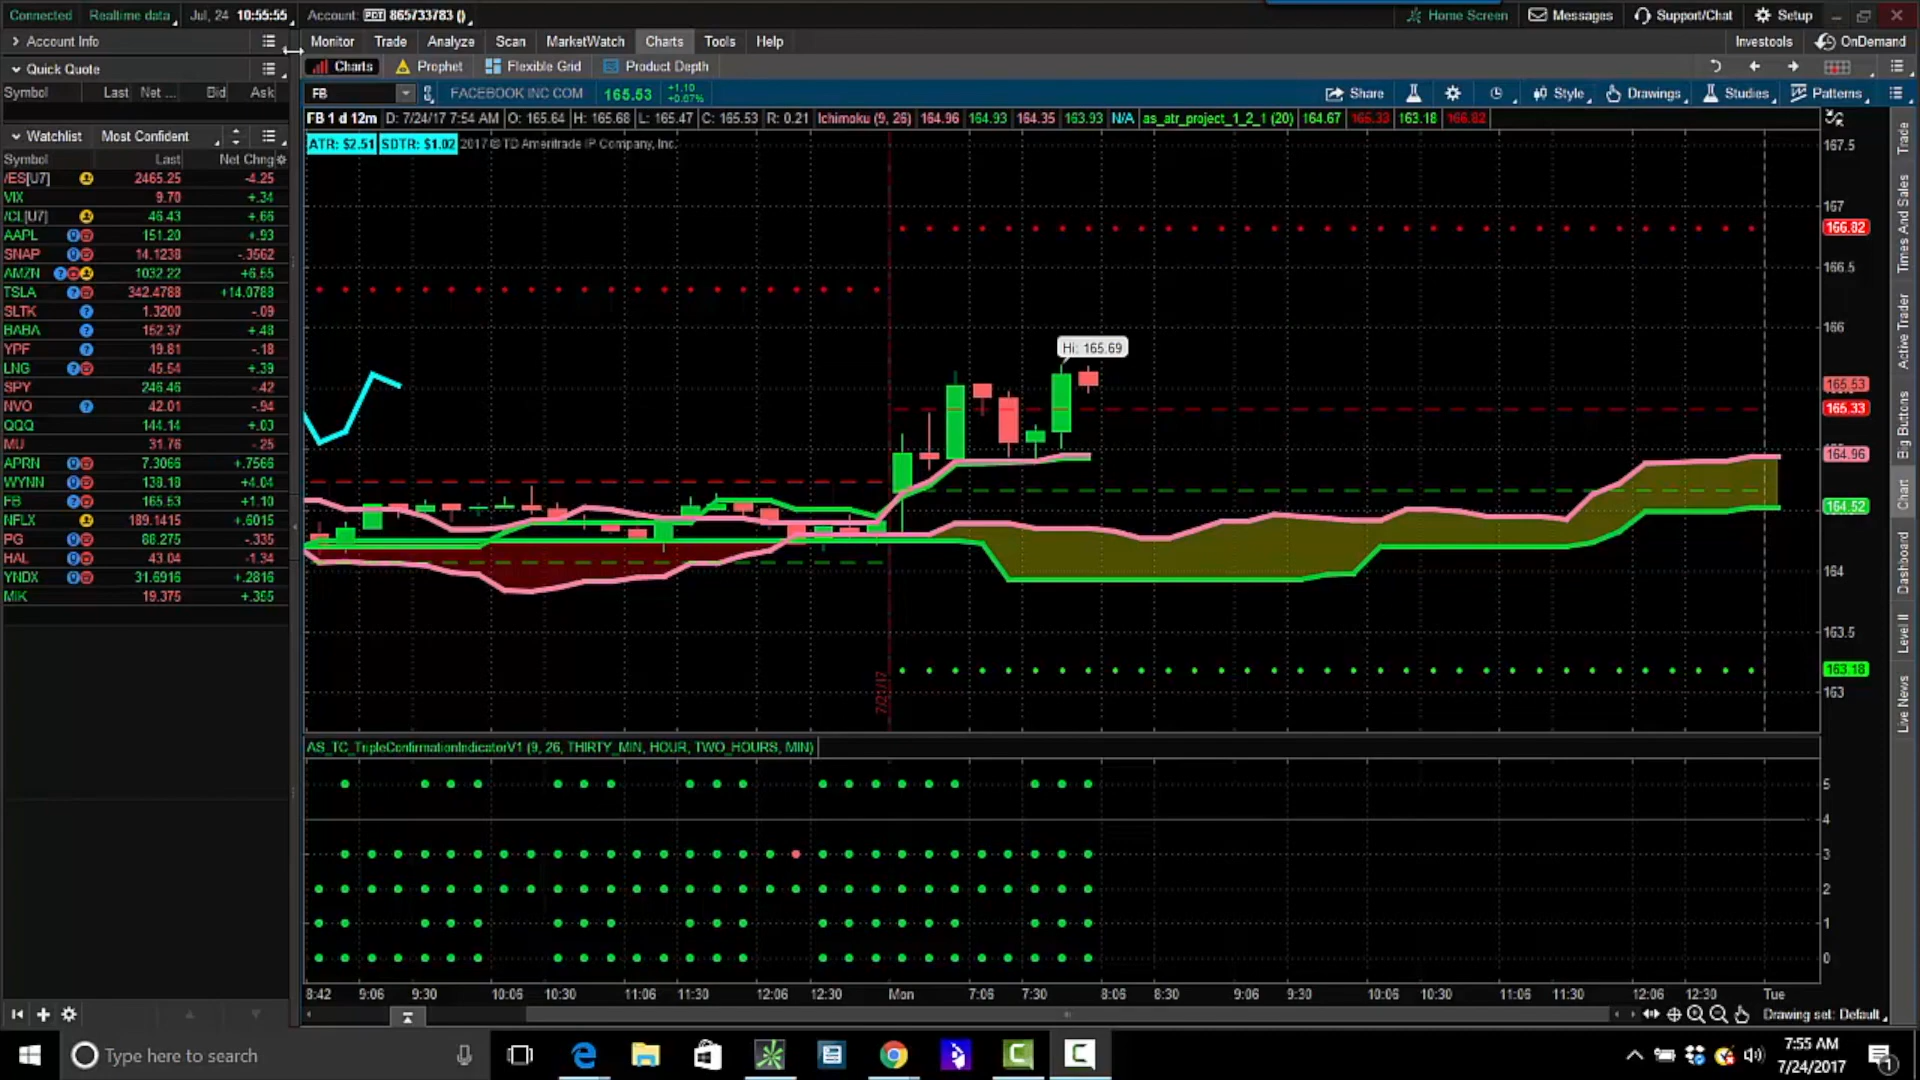 Connected Realtime data Jul, 24 10:55:55 Account: PDT 865733783 () Home Screen Messages Support/Chat Setup
Account Info Monitor Trade Analyze Scan MarketWatch Charts Tools Help Investools OnDemand
Quick Quote Charts Prophet Flexible Grid Product Depth
Symbol Last Net ... Bid Ask FB FACEBOOK INC COM 165.53 +1.10 +0.67% Share Style Drawings Studies Patterns
FB 1 d 12m D: 7/24/17 7:54 AM O: 165.64 H: 165.68 L: 165.47 C: 165.53 R: 0.21 Ichimoku (9, 26) 164.96 164.93 164.35 163.93 N/A as_atr_project_1_2_1 (20) 164.67 165.33 163.18 166.82
ATR: $2.51 SDTR: $1.02 2017 © TD Ameritrade IP Company, Inc.
Watchlist Most Confident
Symbol Last Net Chng
/ES[U7] 2465.25 -4.25
VIX 9.70 +.34
/CL[U7] 46.43 +.66
AAPL 151.20 +.93
SNAP 14.1238 -.3562
AMZN 1032.22 +6.55
TSLA 342.4788 +14.0788
SLTK 1.3200 -.09
BABA 152.37 +.48
YPF 19.81 -.18
LNG 45.54 +.39
SPY 246.46 -.42
NVO 42.01 -.94
QQQ 144.14 +.03
MU 31.76 -.25
APRN 7.3066 +.7566
WYNN 138.18 +4.04
FB 165.53 +1.10
NFLX 189.1415 +.6015
PG 88.275 -.335
HAL 43.04 -1.34
YNDX 31.6916 +.2816
MIK 19.375 +.355
Hi: 165.69
7/21/17
167.5
167
166.82
166.5
166
165.53
165.33
164.96
164.52
164
163.5
163.18
163
Trade
Times And Sales
Active Trader
Big Buttons
Chart
Dashboard
Level II
Live News
AS_TC_TripleConfirmationIndicatorV1 (9, 26, THIRTY_MIN, HOUR, TWO_HOURS, MIN)
5
4
3
2
1
0
8:42 9:06 9:30 10:06 10:30 11:06 11:30 12:06 12:30 Mon 7:06 7:30 8:06 8:30 9:06 9:30 10:06 10:30 11:06 11:30 12:06 12:30 Tue
Drawing set: Default
Type here to search
7:55 AM
7/24/2017
1